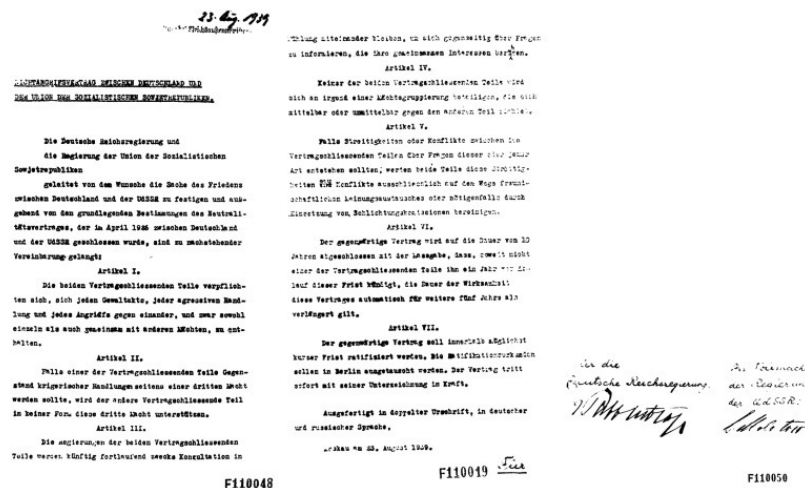 23. Aug. 1939
NICHTANGRIFFSVERTRAG ZWISCHEN DEUTSCHLAND UND
DER UNION DER SOZIALISTISCHEN SOWJETREPUBLIKEN.
Die Deutsche Reichsregierung und
die Regierung der Union der Sozialistischen
Sowjetrepubliken
geleitet von dem Wunsche die Sache des Friedens
zwischen Deutschland und der UdSSR zu festigen und aus-
gehend von den grundlegenden Bestimmungen des Neutrali-
tätsvertrages, der im April 1926 zwischen Deutschland
und der UdSSR geschlossen wurde, sind zu nachstehender
Vereinbarung gelangt:
Artikel I.
Die beiden Vertragschliessenden Teile verpflich-
ten sich, sich jeden Gewaltakts, jeder agressiven Hand-
lung und jedes Angriffs gegen einander, und zwar sowohl
einzeln als auch gemeinsam mit anderen Mächten, zu ent-
halten.
Artikel II.
Falls einer der Vertragschliessenden Teile Gegen-
stand kriegerischer Handlungen seitens einer dritten Macht
werden sollte, wird der andere Vertragschliessende Teil
in keiner Form diese dritte Macht unterstützen.
Artikel III.
Die Regierungen der beiden Vertragschliessenden
Teile werden künftig fortlaufend zwecks Konsultation in
F110048
Fühlung miteinander bleiben, um sich gegenseitig über Fragen
zu informieren, die ihre gemeinsamen Interessen berühren.
Artikel IV.
Keiner der beiden Vertragschliessenden Teile wird
sich an irgend einer Mächtegruppierung beteiligen, die sich
mittelbar oder unmittelbar gegen den anderen Teil richtet.
Artikel V.
Falls Streitigkeiten oder Konflikte zwischen den
Vertragschliessenden Teilen über Fragen dieser oder jener
Art entstehen sollten, werden beide Teile diese Streitig-
keiten Konflikte ausschliesslich auf dem Wege freund-
schaftlichen Meinungsaustausches oder nötigenfalls durch
Einsetzung von Schlichtungskommissionen bereinigen.
Artikel VI.
Der gegenwärtige Vertrag wird auf die Dauer von 10
Jahren abgeschlossen mit der Massgabe, dass, soweit nicht
einer der Vertragschliessenden Teile ihn ein Jahr vor Ab-
lauf dieser Frist kündigt, die Dauer der Wirksamkeit
dieses Vertrages automatisch für weitere fünf Jahre als
verlängert gilt.
Artikel VII.
Der gegenwärtige Vertrag soll innerhalb möglichst
kurzer Frist ratifiziert werden. Die Ratifikationsurkunden
sollen in Berlin ausgetauscht werden. Der Vertrag tritt
sofort mit seiner Unterzeichnung in Kraft.
Ausgefertigt in doppelter Urschrift, in deutscher
und russischer Sprache.
Moskau am 23. August 1939.
F110019 Für
Für die
Deutsche Reichsregierung:
In Vollmacht
der Regierung
der UdSSR:
F110050